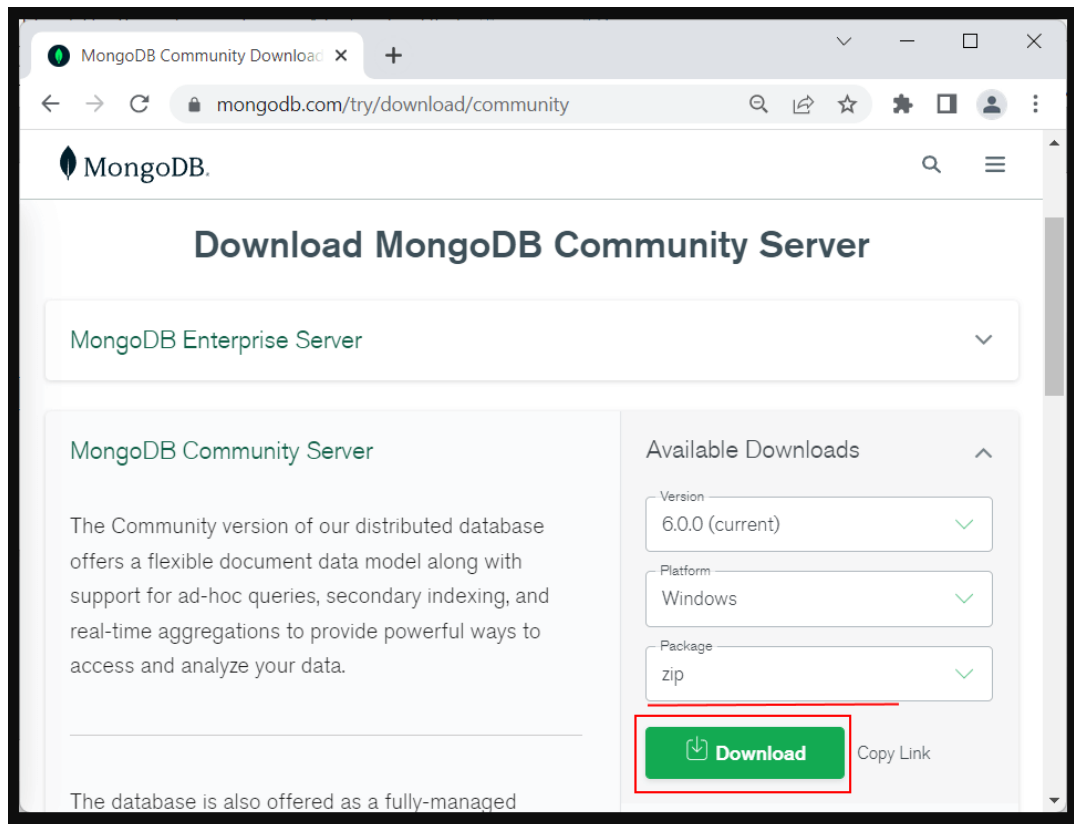 MongoDB Community Download
mongodb.com/try/download/community
MongoDB.
Download MongoDB Community Server
MongoDB Enterprise Server
MongoDB Community Server
The Community version of our distributed database
offers a flexible document data model along with
support for ad-hoc queries, secondary indexing, and
real-time aggregations to provide powerful ways to
access and analyze your data.
The database is also offered as a fully-managed
Available Downloads
Version
6.0.0 (current)
Platform
Windows
Package
zip
Download
Copy Link